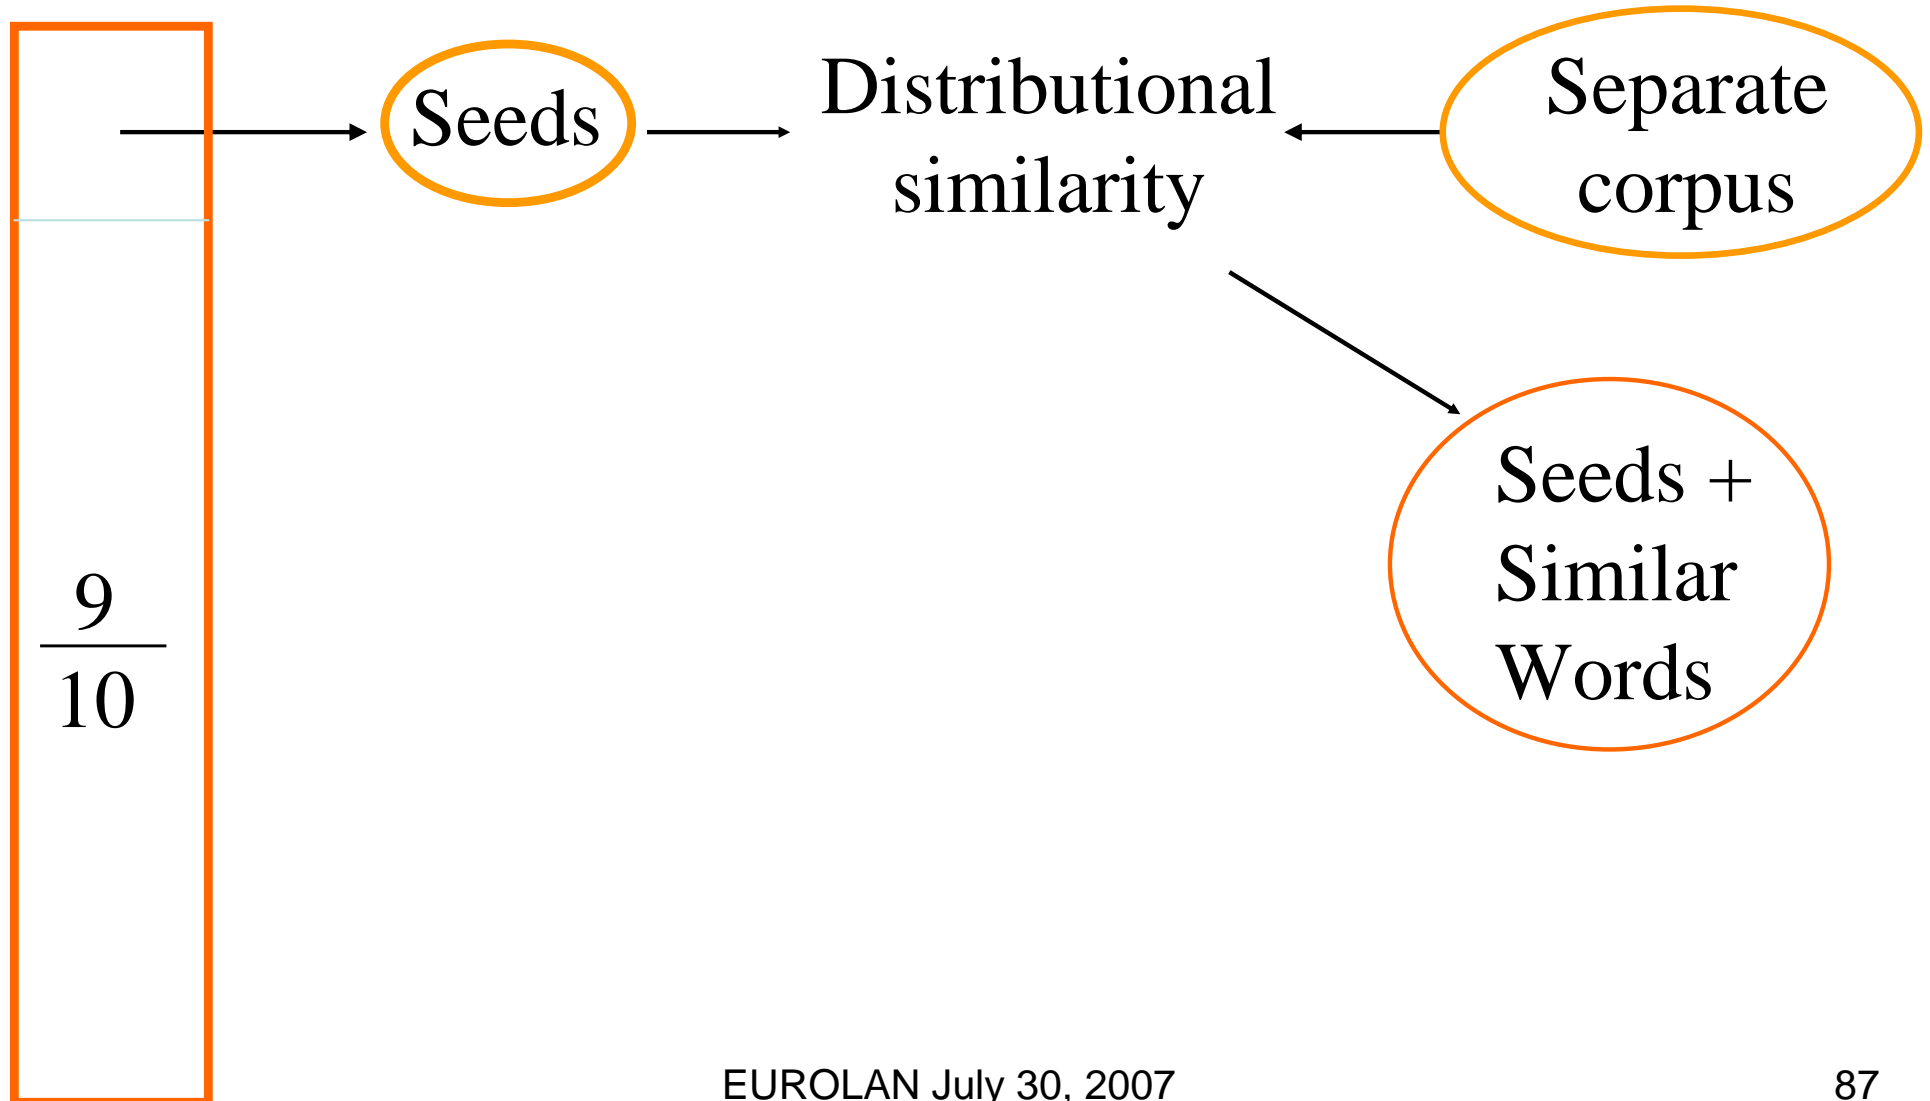 Seeds
Distributional
similarity
Separate
corpus
Seeds +
Similar
Words
9
10
EUROLAN July 30, 2007
87